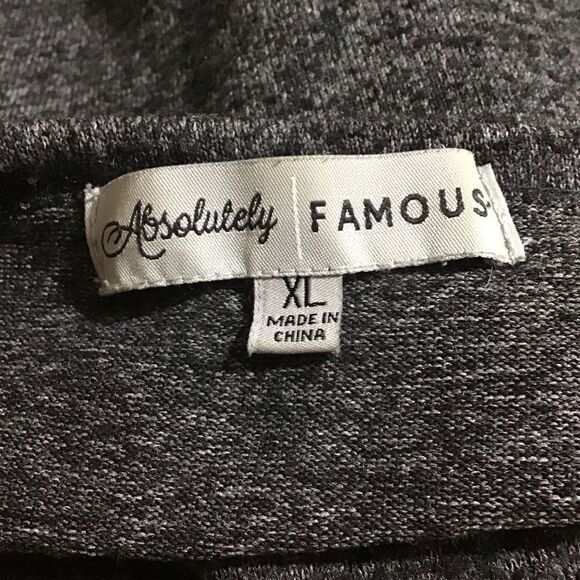 Absolutely | FAMOUS
XL
MADE IN
CHINA